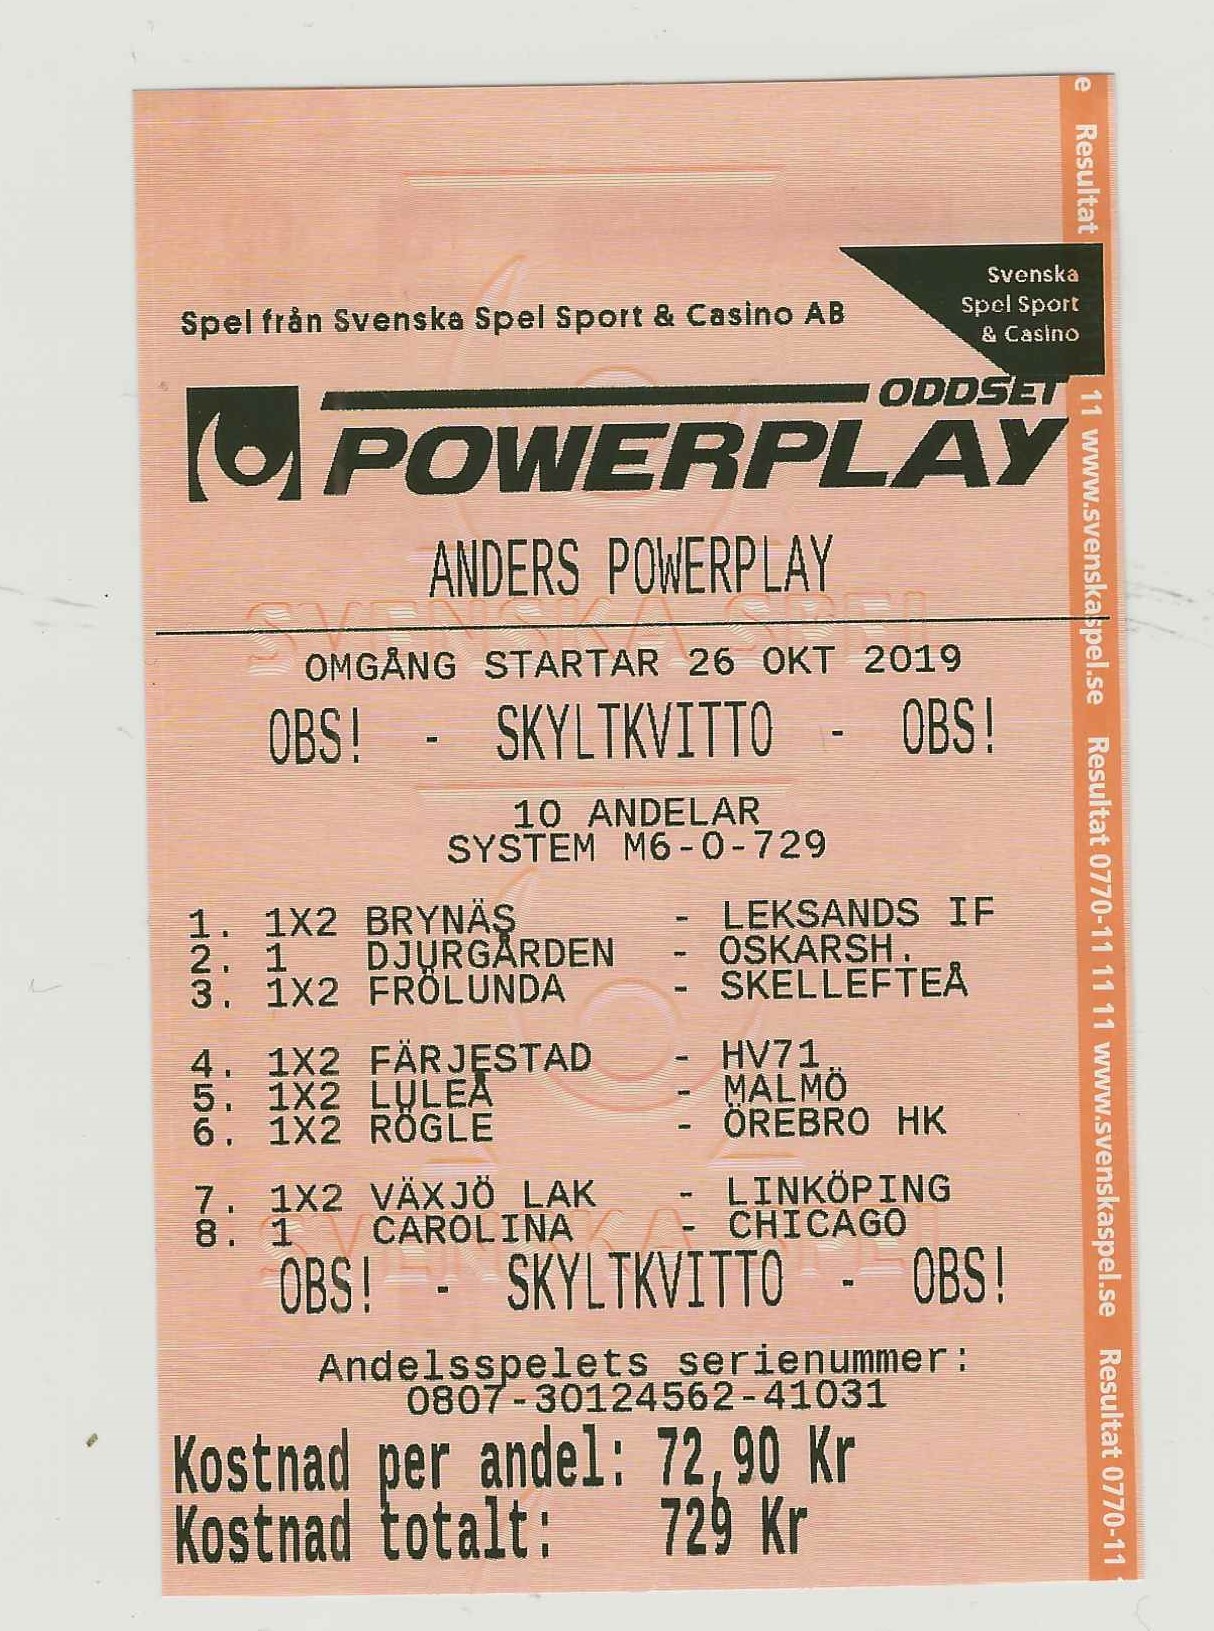 Svenska
Spel Sport
& Casino
Spel från Svenska Spel Sport & Casino AB
ODDSET
POWERPLAY
ANDERS POWERPLAY
OMGÅNG STARTAR 26 OKT 2019
OBS! - SKYLTKVITTO - OBS!
10 ANDELAR
SYSTEM M6-0-729
1. 1X2 BRYNÄS - LEKSANDS IF
2. 1 DJURGÅRDEN - OSKARSH.
3. 1X2 FRÖLUNDA - SKELLEFTEÅ
4. 1X2 FÄRJESTAD - HV71
5. 1X2 LULEÅ - MALMÖ
6. 1X2 RÖGLE - ÖREBRO HK
7. 1X2 VÄXJÖ LAK - LINKÖPING
8. 1 CAROLINA - CHICAGO
OBS! - SKYLTKVITTO - OBS!
Andelsspelets serienummer:
0807-30124562-41031
Kostnad per andel: 72,90 Kr
Kostnad totalt: 729 Kr
e Resultat 11 www.svenskaspel.se Resultat 0770-11 11 11 www.svenskaspel.se Resultat 0770-11
SVENSKA SPEL
SVENSKA SPEL